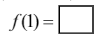 f(1) =